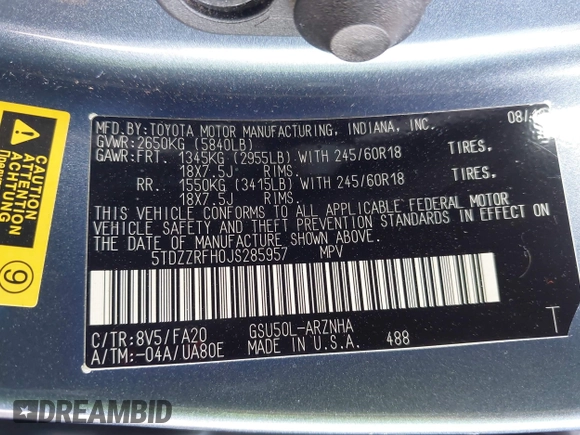 MFD.BY:TOYOTA MOTOR MANUFACTURING, INDIANA, INC. 08/
GVWR:2650KG (5840LB)
GAWR:FRT. 1345KG (2955LB) WITH 245/60R18 TIRES,
18X7.5J RIMS.
RR. 1550KG (3415LB) WITH 245/60R18 TIRES,
18X7.5J RIMS.
THIS VEHICLE CONFORMS TO ALL APPLICABLE FEDERAL MOTOR
VEHICLE SAFETY AND THEFT PREVENTION STANDARDS IN EFFECT ON
THE DATE OF MANUFACTURE SHOWN ABOVE.
5TDZZRFH0JS285957 MPV
C/TR:8V5/FA20 GSU50L-ARZNHA T
A/TM:-04A/UA80E MADE IN U.S.A. 488
CAUTION
ATTENTION
ACHTUNG
9
DREAMBID